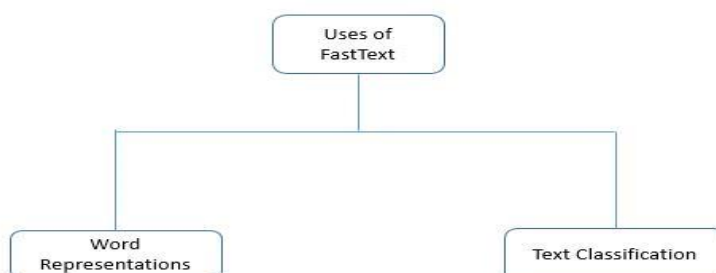 Uses of
FastText
Word
Representations
Text Classification